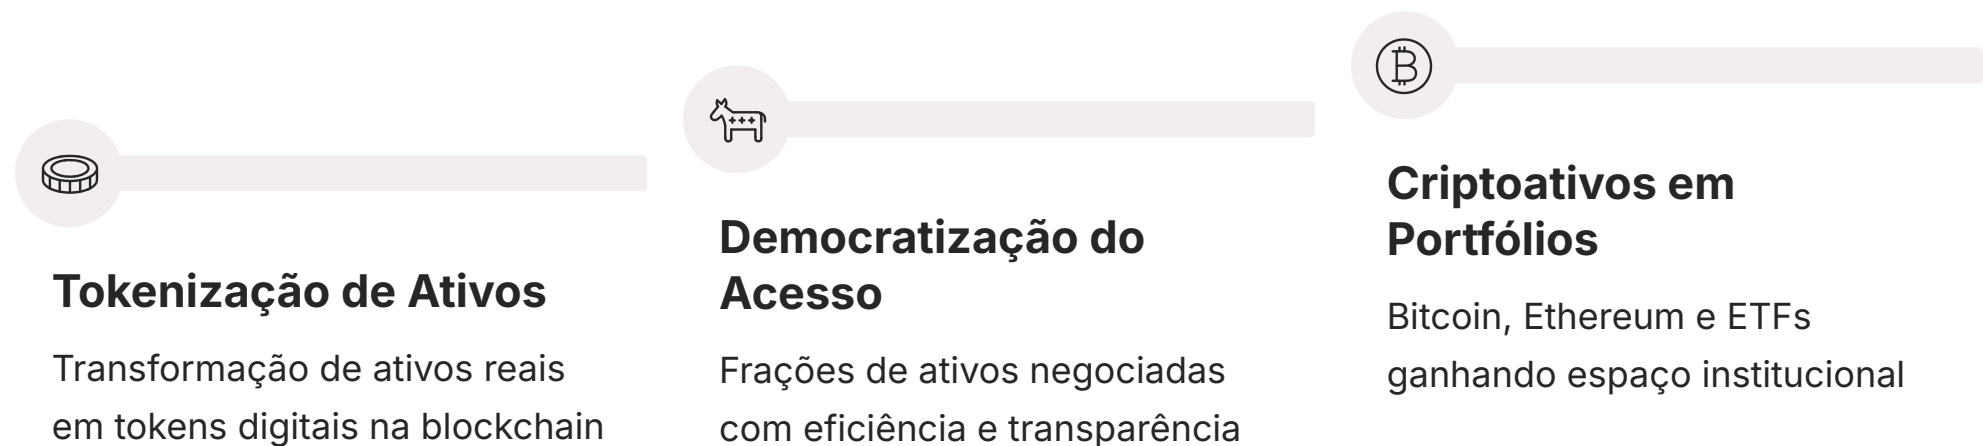 Tokenização de Ativos
Transformação de ativos reais
em tokens digitais na blockchain
Democratização do
Acesso
Frações de ativos negociadas
com eficiência e transparência
Criptoativos em
Portfólios
Bitcoin, Ethereum e ETFs
ganhando espaço institucional